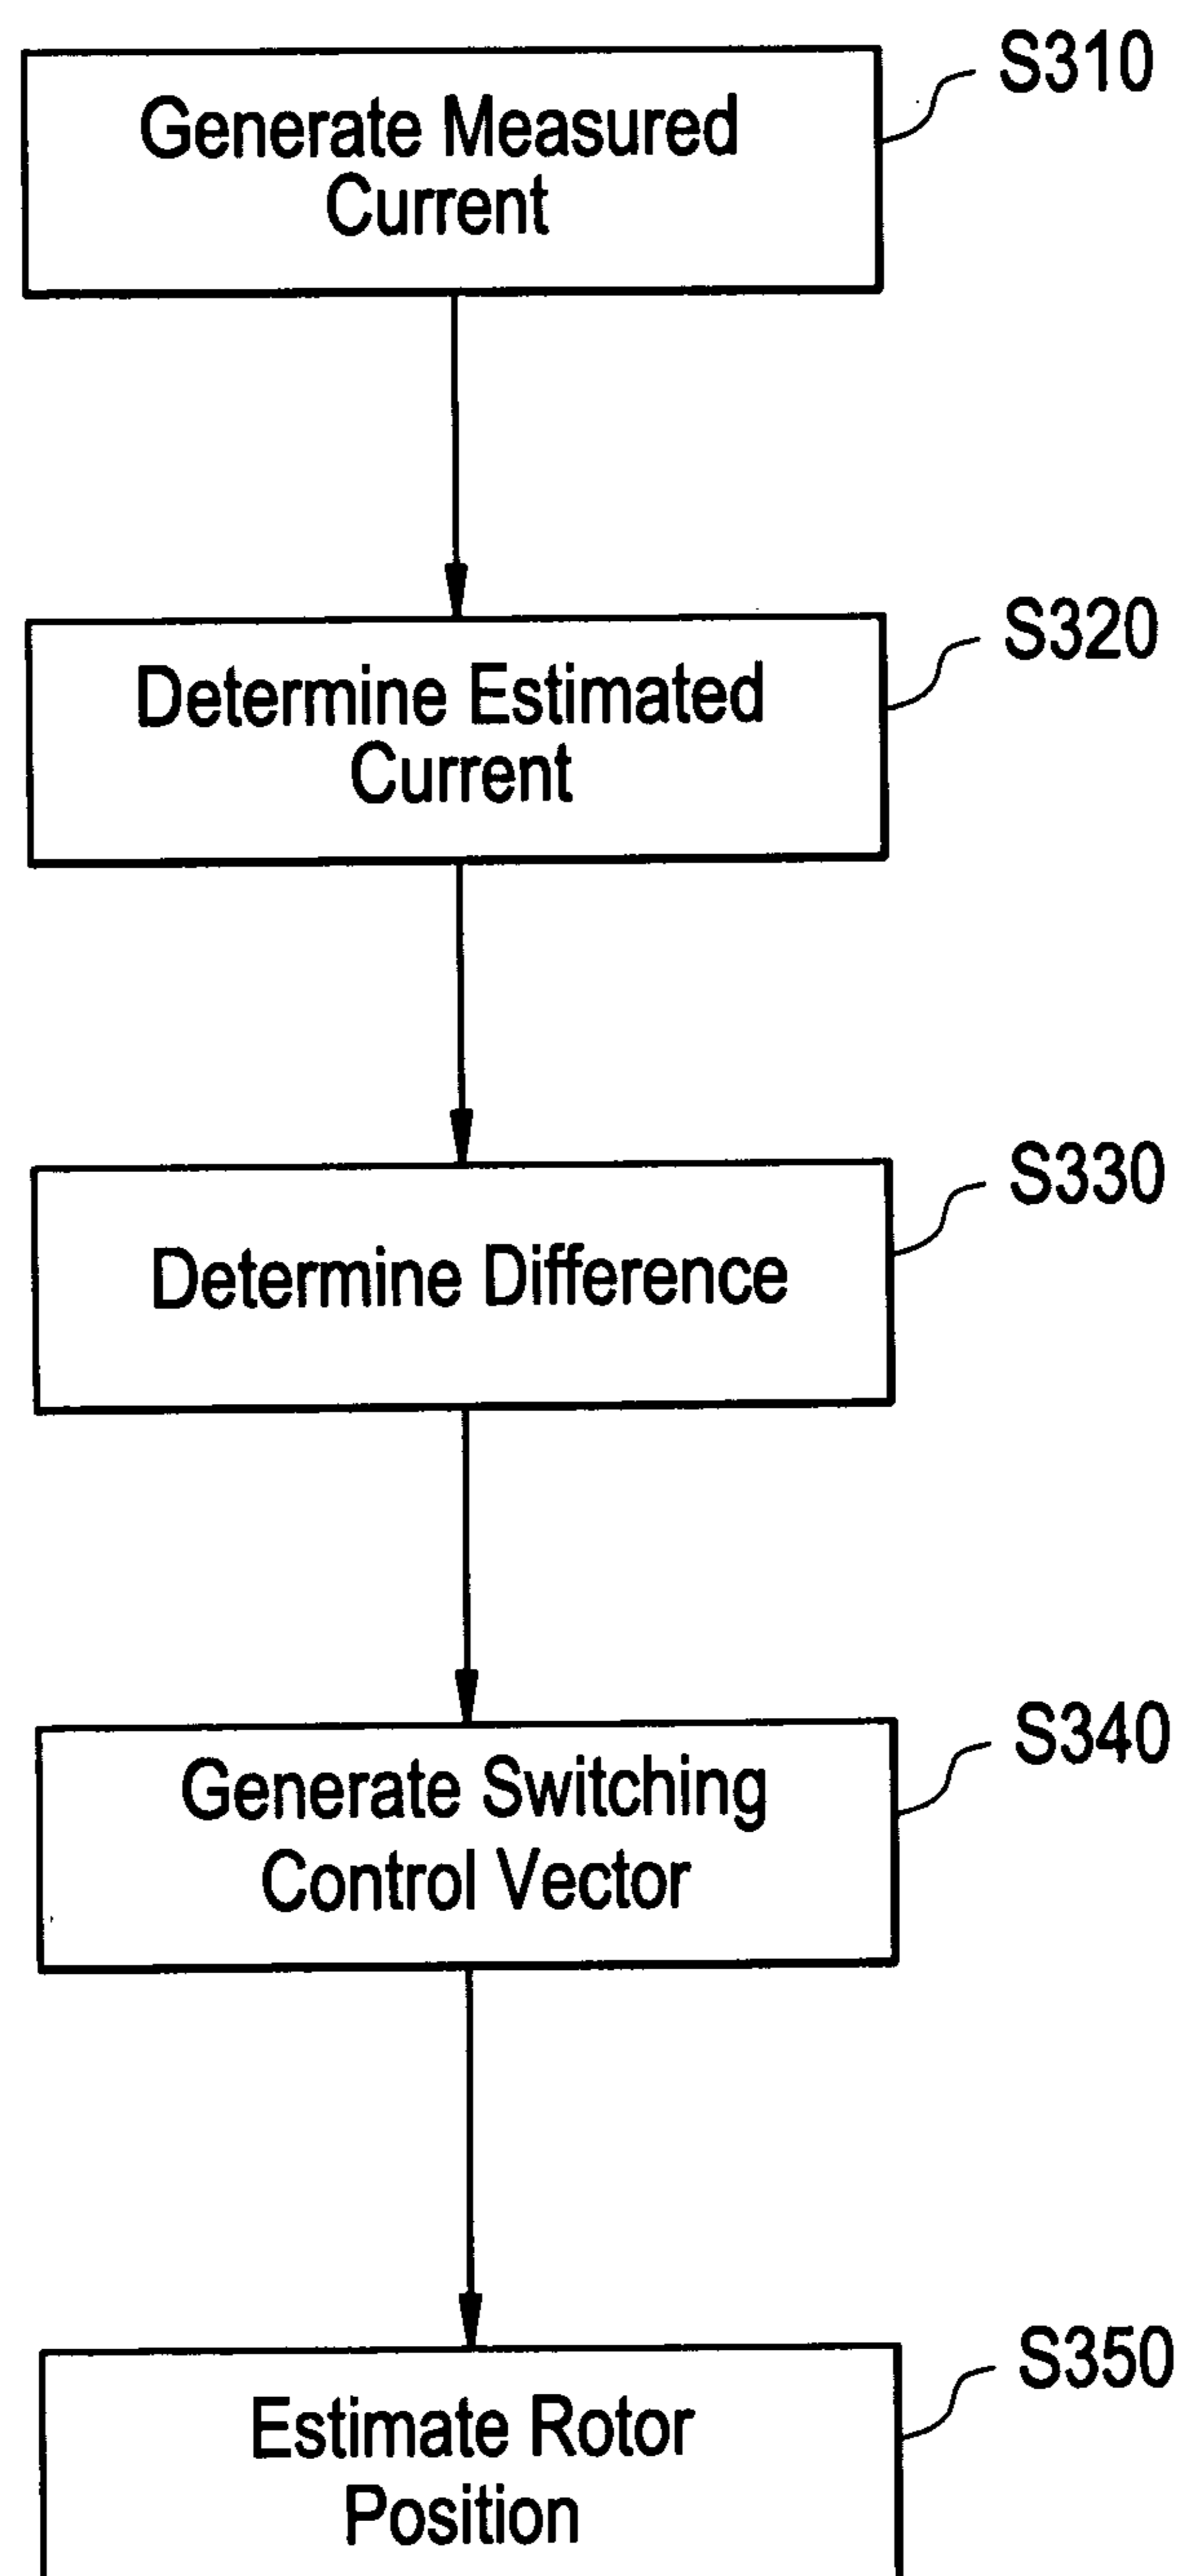 Generate Measured
Current
S310
Determine Estimated
Current
S320
Determine Difference
S330
Generate Switching
Control Vector
S340
Estimate Rotor
Position
S350